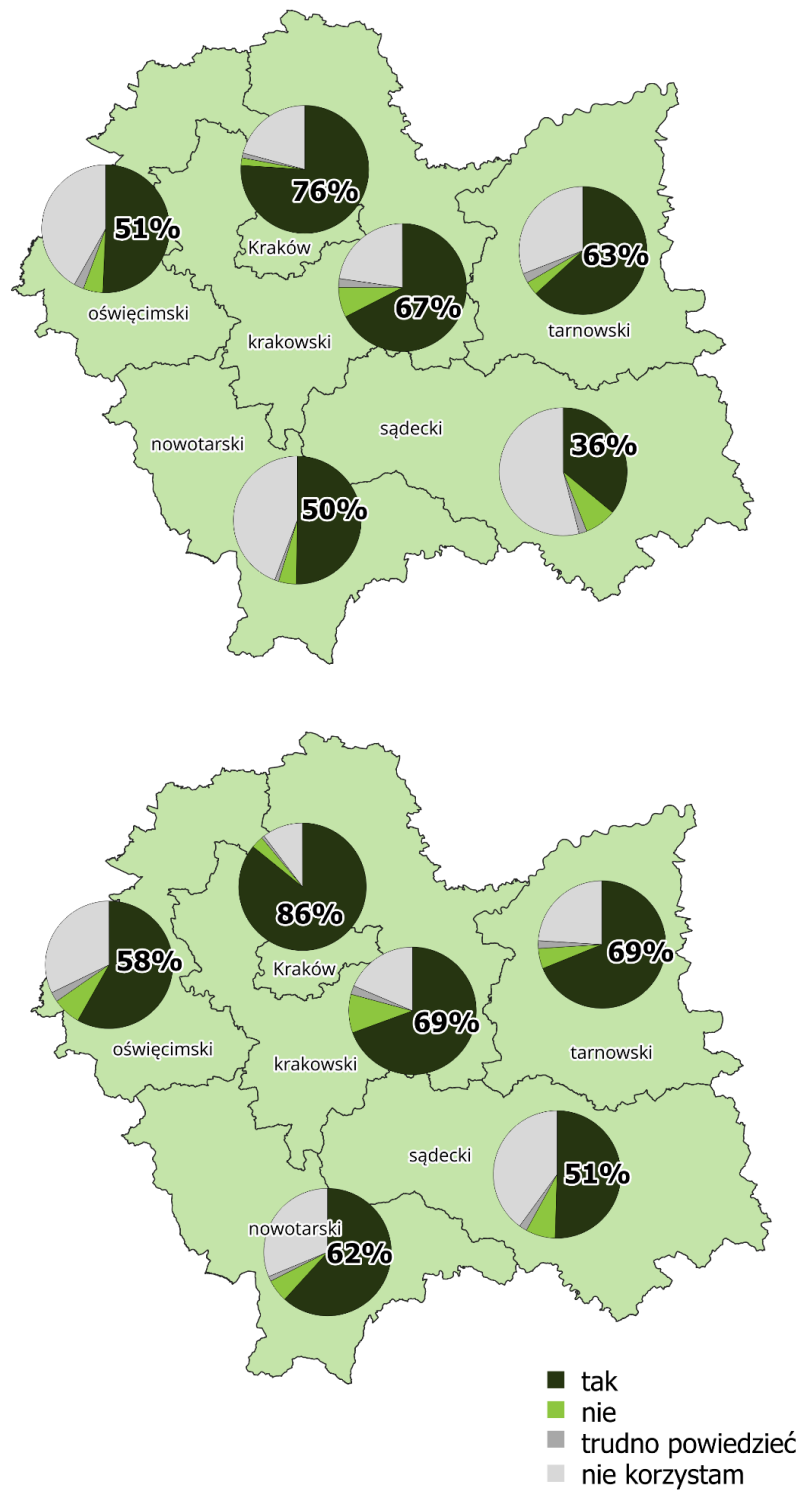 76%
51%
Kraków
63%
67%
oświęcimski
krakowski
tarnowski
nowotarski
sądecki
36%
50%
86%
58%
69%
Kraków
69%
oświęcimski
krakowski
tarnowski
sądecki
51%
nowotarski
62%
tak
nie
trudno powiedzieć
nie korzystam